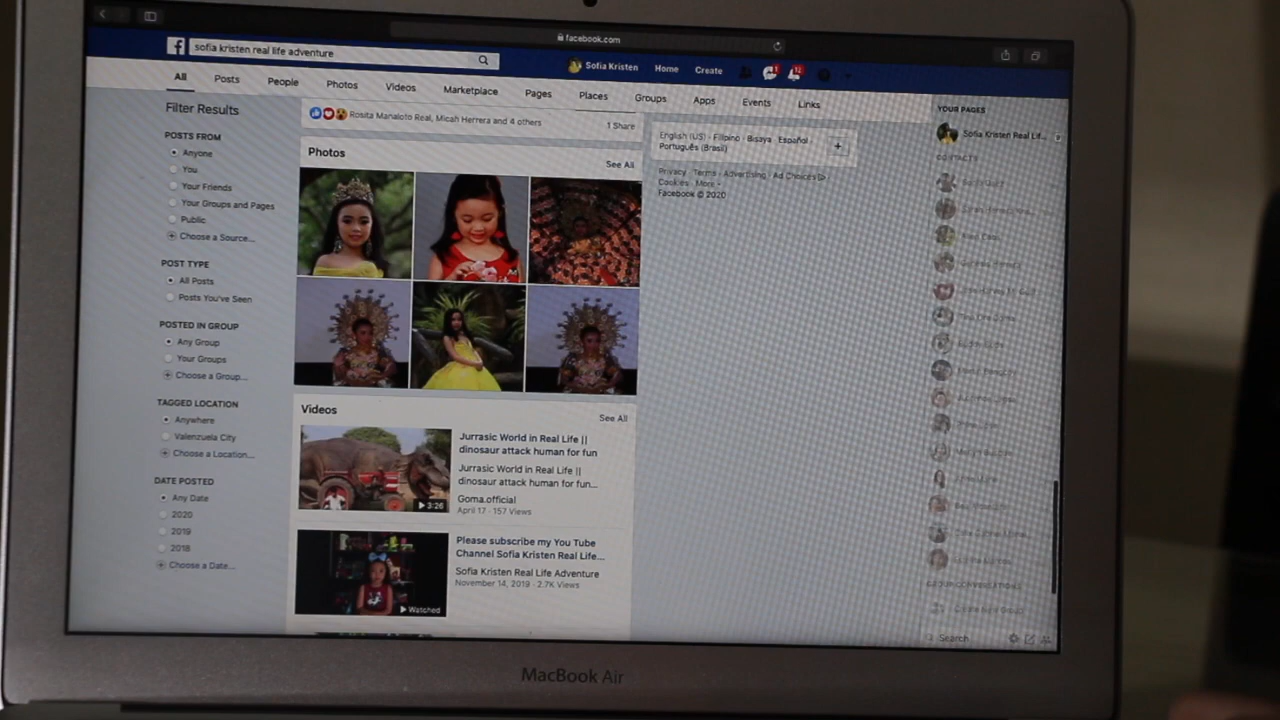 facebook.com
sofia kristen real life adventure
Sofia Kristen
Home
Create
1
12
All
Posts
People
Photos
Videos
Marketplace
Pages
Places
Groups
Apps
Events
Links
Filter Results
POSTS FROM
Anyone
You
Your Friends
Your Groups and Pages
Public
Choose a Source...
POST TYPE
All Posts
Posts You've Seen
POSTED IN GROUP
Any Group
Your Groups
Choose a Group...
TAGGED LOCATION
Anywhere
Valenzuela City
Choose a Location...
DATE POSTED
Any Date
2020
2019
2018
Choose a Date...
Rosita Manaloto Real, Micah Herrera and 4 others
1 Share
Photos
See All
Videos
See All
3:26
Jurrasic World in Real Life ||
dinosaur attack human for fun
Jurrasic World in Real Life ||
dinosaur attack human for fun...
Goma.official
April 17 · 157 Views
Watched
Please subscribe my You Tube
Channel Sofia Kristen Real Life...
Sofia Kristen Real Life Adventure
November 14, 2019 · 2.7K Views
English (US) · Filipino · Bisaya · Español ·
Português (Brasil)
Privacy · Terms · Advertising · Ad Choices ·
Cookies · More
Facebook © 2020
YOUR PAGES
Sofia Kristen Real Lif...
CONTACTS
GROUP CONVERSATIONS
Create New Group
Search
MacBook Air